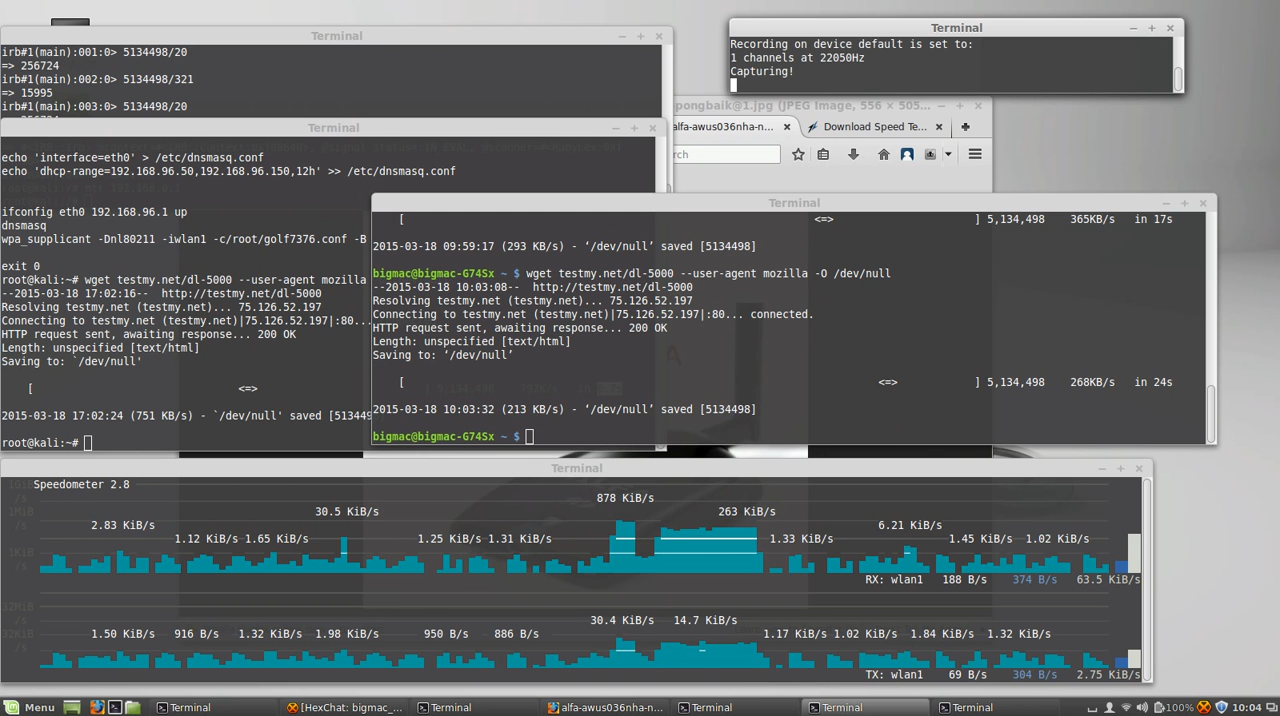 Terminal
irb#1(main):001:0> 5134498/20
=> 256724
irb#1(main):002:0> 5134498/321
=> 15995
irb#1(main):003:0> 5134498/20
Terminal
Recording on device default is set to:
1 channels at 22050Hz
Capturing!
pongbaik@1.jpg (JPEG Image, 556 × 505...
alfa-awus036nha-n...
Download Speed Te...
rch
Terminal
echo 'interface=eth0' > /etc/dnsmasq.conf
echo 'dhcp-range=192.168.96.50,192.168.96.150,12h' >> /etc/dnsmasq.conf
ifconfig eth0 192.168.96.1 up
dnsmasq
wpa_supplicant -Dnl80211 -iwlan1 -c/root/golf7376.conf -B
exit 0
root@kali:~# wget testmy.net/dl-5000 --user-agent mozilla
--2015-03-18 17:02:16--  http://testmy.net/dl-5000
Resolving testmy.net (testmy.net)... 75.126.52.197
Connecting to testmy.net (testmy.net)|75.126.52.197|:80...
HTTP request sent, awaiting response... 200 OK
Length: unspecified [text/html]
Saving to: `/dev/null'
[ <=>
2015-03-18 17:02:24 (751 KB/s) - `/dev/null' saved [51344
root@kali:~#
Terminal
[ <=> ] 5,134,498 365KB/s in 17s
2015-03-18 09:59:17 (293 KB/s) - ‘/dev/null’ saved [5134498]
bigmac@bigmac-G74Sx ~ $ wget testmy.net/dl-5000 --user-agent mozilla -O /dev/null
--2015-03-18 10:03:08--  http://testmy.net/dl-5000
Resolving testmy.net (testmy.net)... 75.126.52.197
Connecting to testmy.net (testmy.net)|75.126.52.197|:80... connected.
HTTP request sent, awaiting response... 200 OK
Length: unspecified [text/html]
Saving to: ‘/dev/null’
[ <=> ] 5,134,498 268KB/s in 24s
2015-03-18 10:03:32 (213 KB/s) - ‘/dev/null’ saved [5134498]
bigmac@bigmac-G74Sx ~ $
Terminal
Speedometer 2.8
878 KiB/s
30.5 KiB/s 263 KiB/s
2.83 KiB/s 6.21 KiB/s
1.12 KiB/s 1.65 KiB/s 1.25 KiB/s 1.31 KiB/s 1.33 KiB/s 1.45 KiB/s 1.02 KiB/s
RX: wlan1 188 B/s 374 B/s 63.5 KiB/s
30.4 KiB/s 14.7 KiB/s
1.50 KiB/s 916 B/s 1.32 KiB/s 1.98 KiB/s 950 B/s 886 B/s 1.17 KiB/s 1.02 KiB/s 1.84 KiB/s 1.32 KiB/s
TX: wlan1 69 B/s 304 B/s 2.75 KiB/s
Menu
Terminal
[HexChat: bigmac_...
Terminal
alfa-awus036nha-n...
Terminal
Terminal
Terminal
100%
10:04